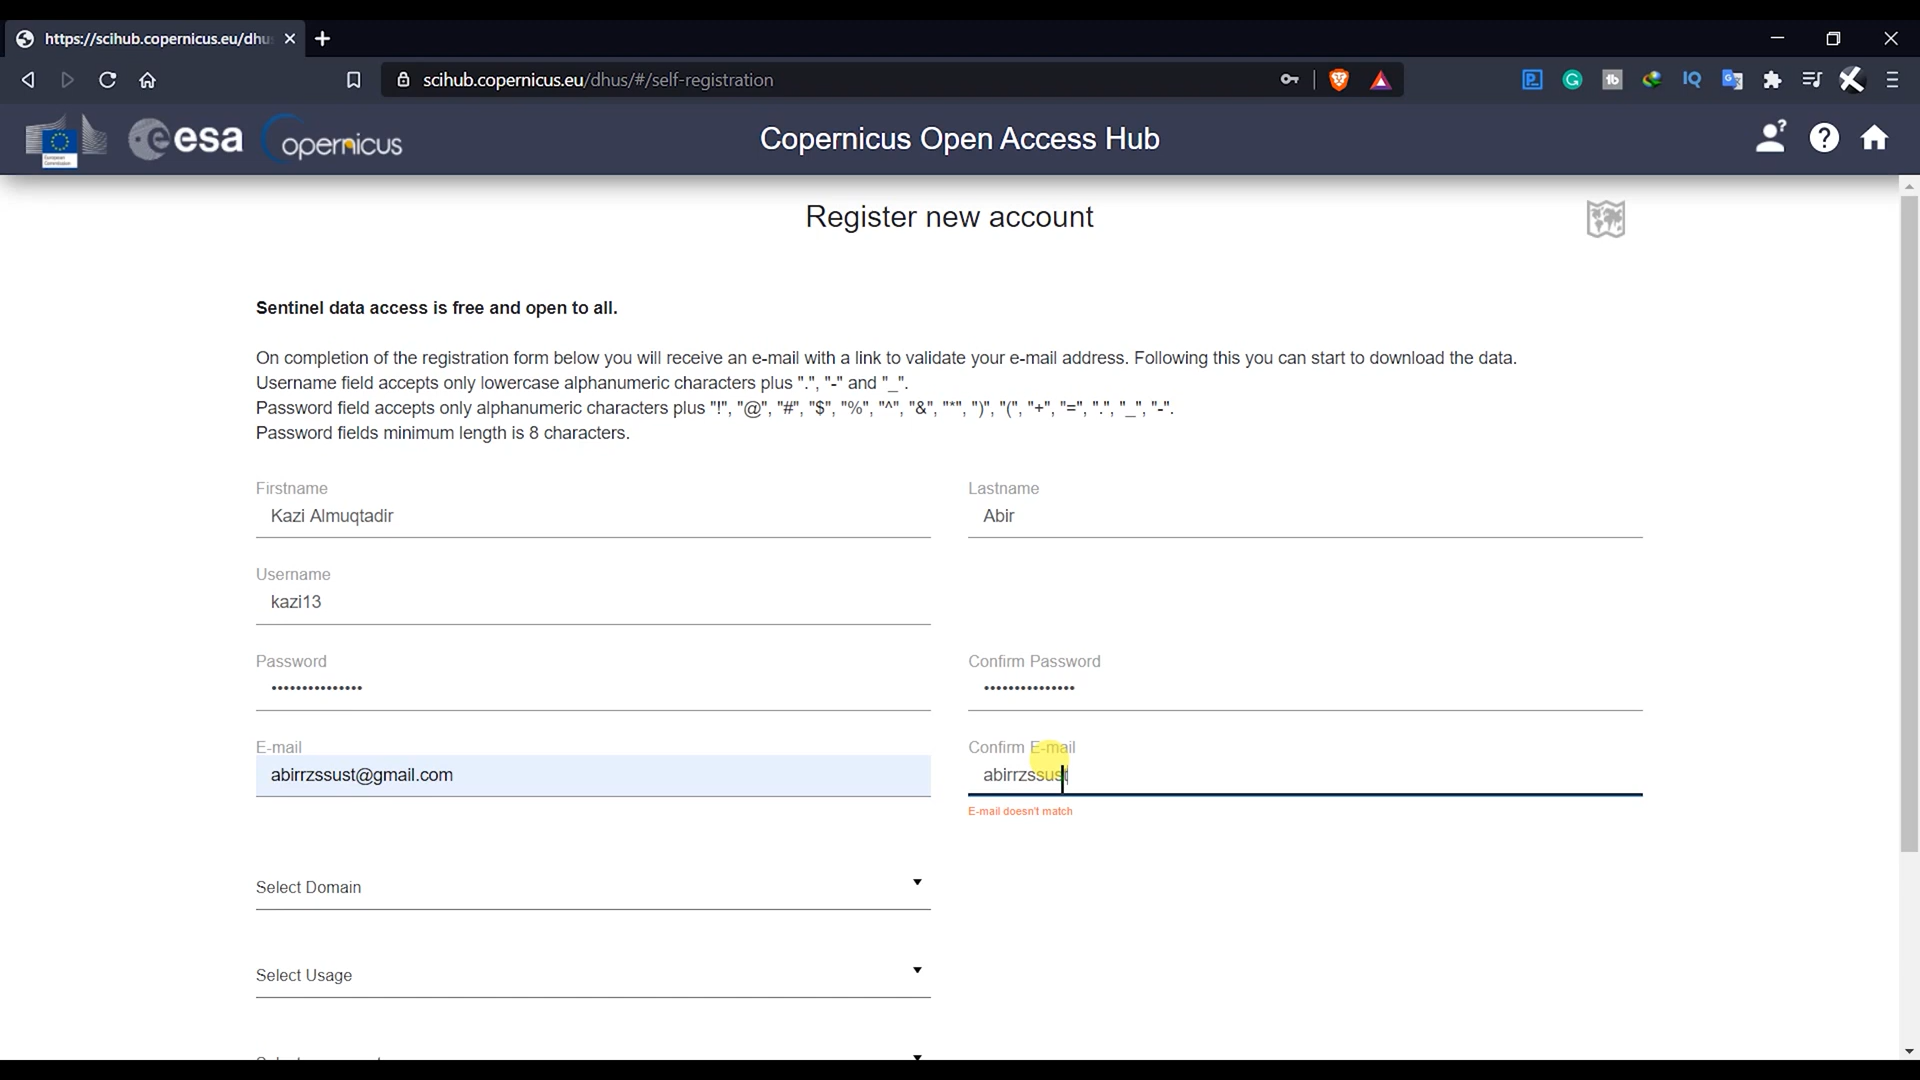 https://scihub.copernicus.eu/dhu
scihub.copernicus.eu/dhus/#/self-registration
P
G
tb
IQ
European
Commission
esa
opernicus
Copernicus Open Access Hub
Register new account
Sentinel data access is free and open to all.
On completion of the registration form below you will receive an e-mail with a link to validate your e-mail address. Following this you can start to download the data.
Username field accepts only lowercase alphanumeric characters plus ".", "-" and "_".
Password field accepts only alphanumeric characters plus "!", "@", "#", "$", "%", "^", "&", "*", ")", "(", "+", "=", ".", "_", "-".
Password fields minimum length is 8 characters.
Firstname
Lastname
Kazi Almuqtadir
Abir
Username
kazi13
Password
Confirm Password
•••••••••••••••
•••••••••••••••
E-mail
Confirm E-mail
abirrzssust@gmail.com
abirrzssust
E-mail doesn't match
Select Domain
Select Usage